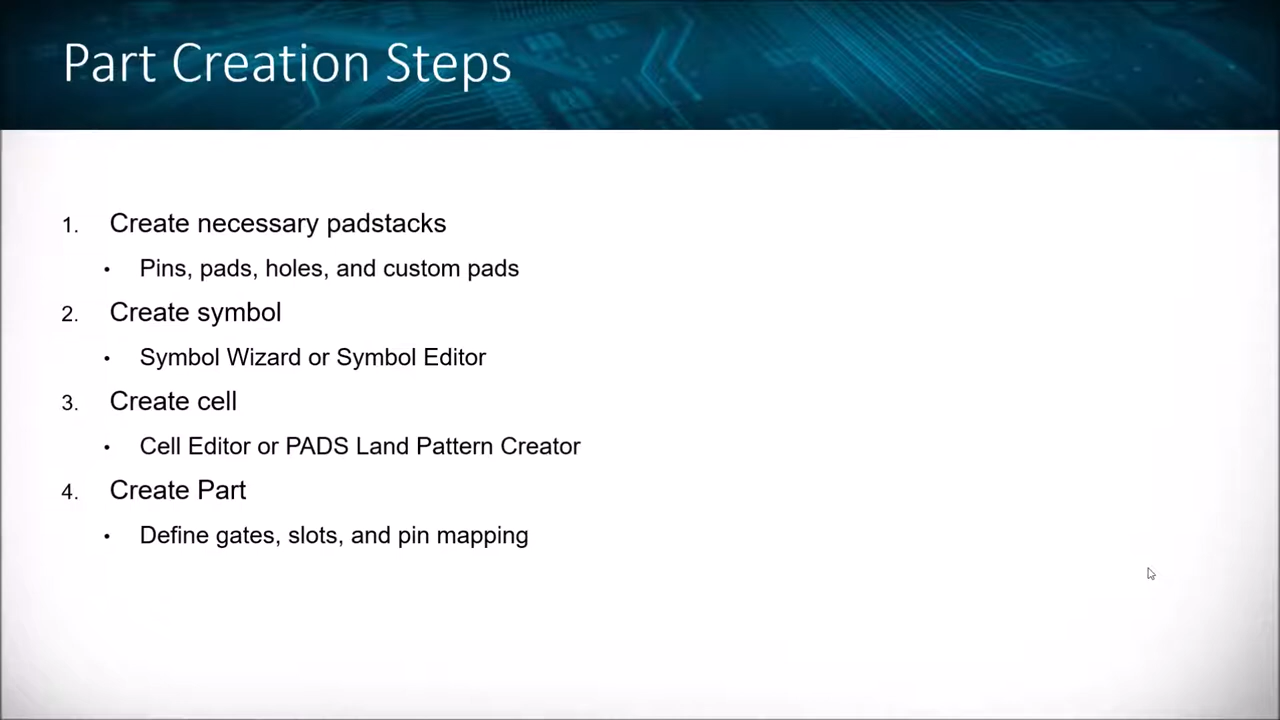 Part Creation Steps
1. Create necessary padstacks
• Pins, pads, holes, and custom pads
2. Create symbol
• Symbol Wizard or Symbol Editor
3. Create cell
• Cell Editor or PADS Land Pattern Creator
4. Create Part
• Define gates, slots, and pin mapping